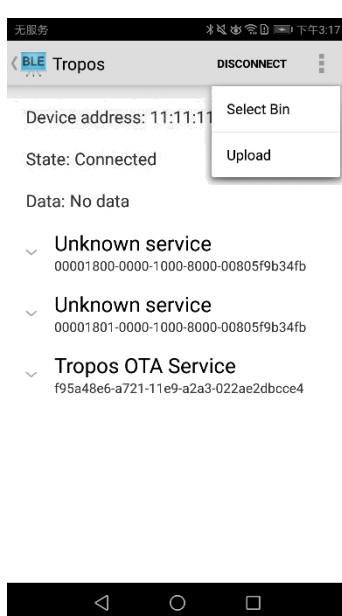 无服务 下午3:17
BLE Tropos DISCONNECT
Device address: 11:11:11
Select Bin
State: Connected
Upload
Data: No data
Unknown service
00001800-0000-1000-8000-00805f9b34fb
Unknown service
00001801-0000-1000-8000-00805f9b34fb
Tropos OTA Service
f95a48e6-a721-11e9-a2a3-022ae2dbcce4